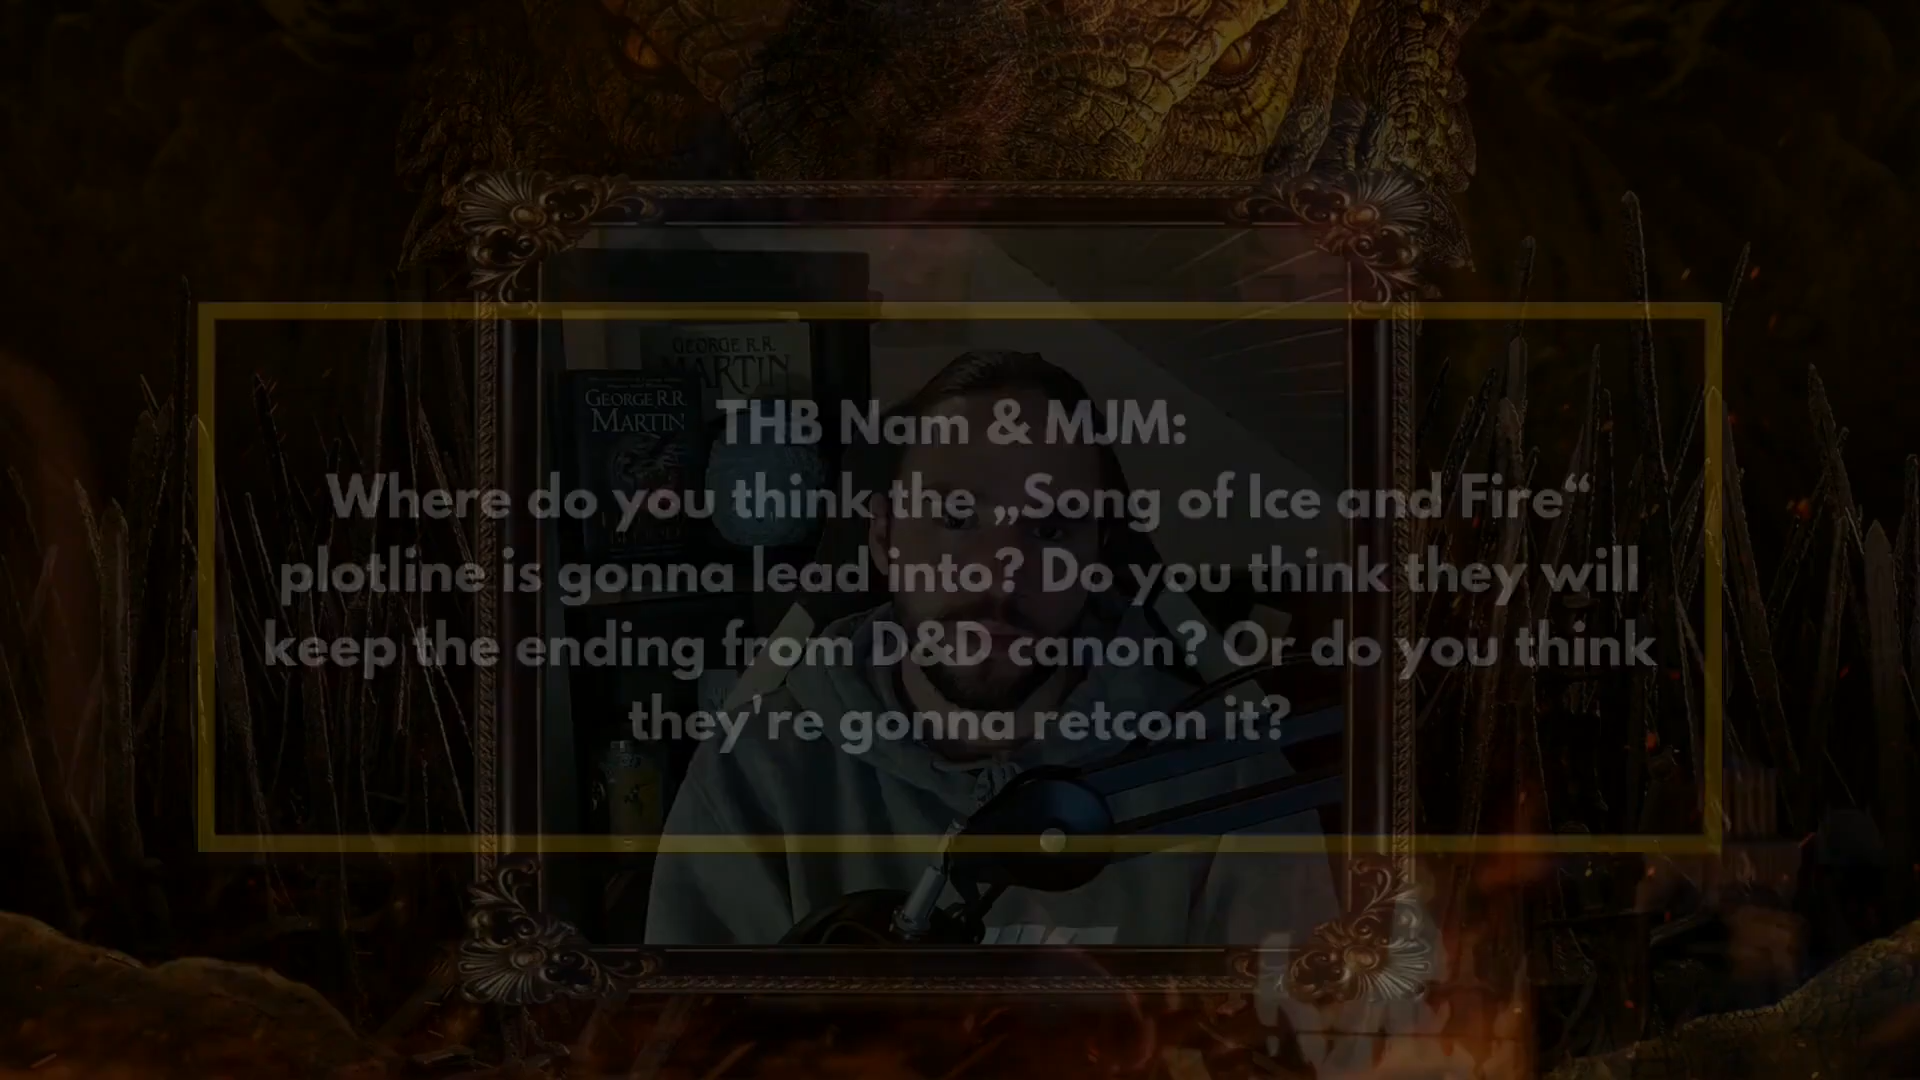 GEORGE R.R.
MARTIN
GEORGE R.R.
MARTIN
THB Nam & MJM:
Where do you think the „Song of Ice and Fire“
plotline is gonna lead into? Do you think they will
keep the ending from D&D canon? Or do you think
they're gonna retcon it?